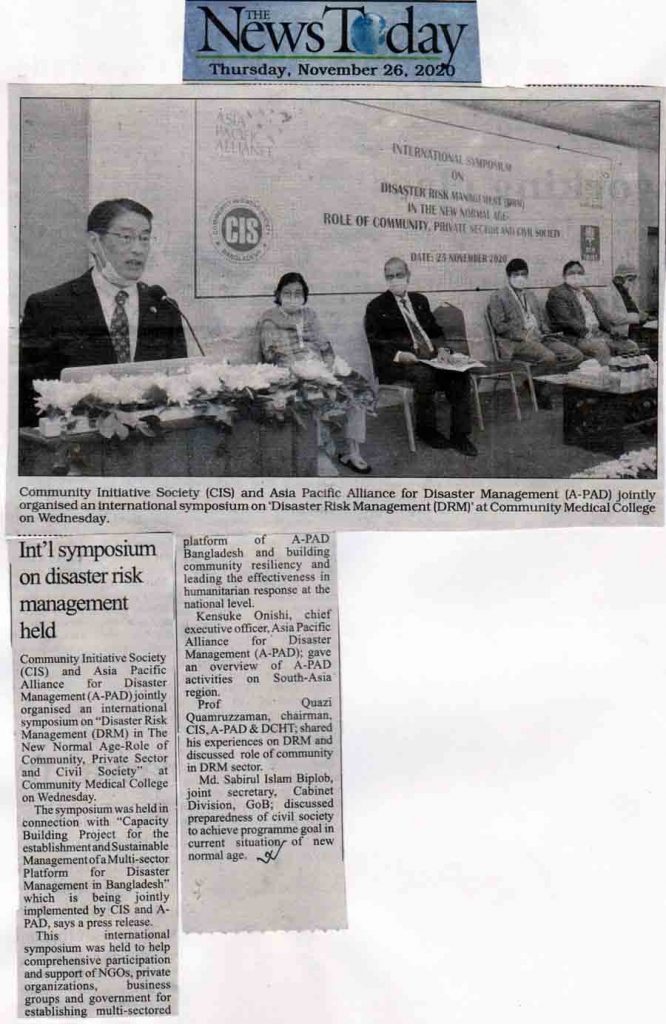 THE
News Today
Thursday, November 26, 2020
ASIA
PACIFIC
ALLIANCE
INTERNATIONAL SYMPOSIUM
ON
DISASTER RISK MANAGEMENT (DRM)
IN THE NEW NORMAL AGE-
ROLE OF COMMUNITY, PRIVATE SECTOR AND CIVIL SOCIETY
DATE: 25 NOVEMBER 2020
COMMUNITY INITIATIVE SOCIETY
CIS
BANGLADESH
Community Initiative Society (CIS) and Asia Pacific Alliance for Disaster Management (A-PAD) jointly
organised an international symposium on 'Disaster Risk Management (DRM)' at Community Medical College
on Wednesday.
Int'l symposium
on disaster risk
management
held
Community Initiative Society
(CIS) and Asia Pacific
Alliance for Disaster
Management (A-PAD) jointly
organised an international
symposium on "Disaster Risk
Management (DRM) in The
New Normal Age-Role of
Community, Private Sector
and Civil Society" at
Community Medical College
on Wednesday.
The symposium was held in
connection with "Capacity
Building Project for the
establishment and Sustainable
Management of a Multi-sector
Platform for Disaster
Management in Bangladesh"
which is being jointly
implemented by CIS and A-
PAD, says a press release.
This international
symposium was held to help
comprehensive participation
and support of NGOs, private
organizations, business
groups and government for
establishing multi-sectored
platform of A-PAD
Bangladesh and building
community resiliency and
leading the effectiveness in
humanitarian response at the
national level.
Kensuke Onishi, chief
executive officer, Asia Pacific
Alliance for Disaster
Management (A-PAD); gave
an overview of A-PAD
activities on South-Asia
region.
Prof Quazi
Quamruzzaman, chairman,
CIS, A-PAD & DCHT; shared
his experiences on DRM and
discussed role of community
in DRM sector.
Md. Sabirul Islam Biplob,
joint secretary, Cabinet
Division, GoB; discussed
preparedness of civil society
to achieve programme goal in
current situation of new
normal age.